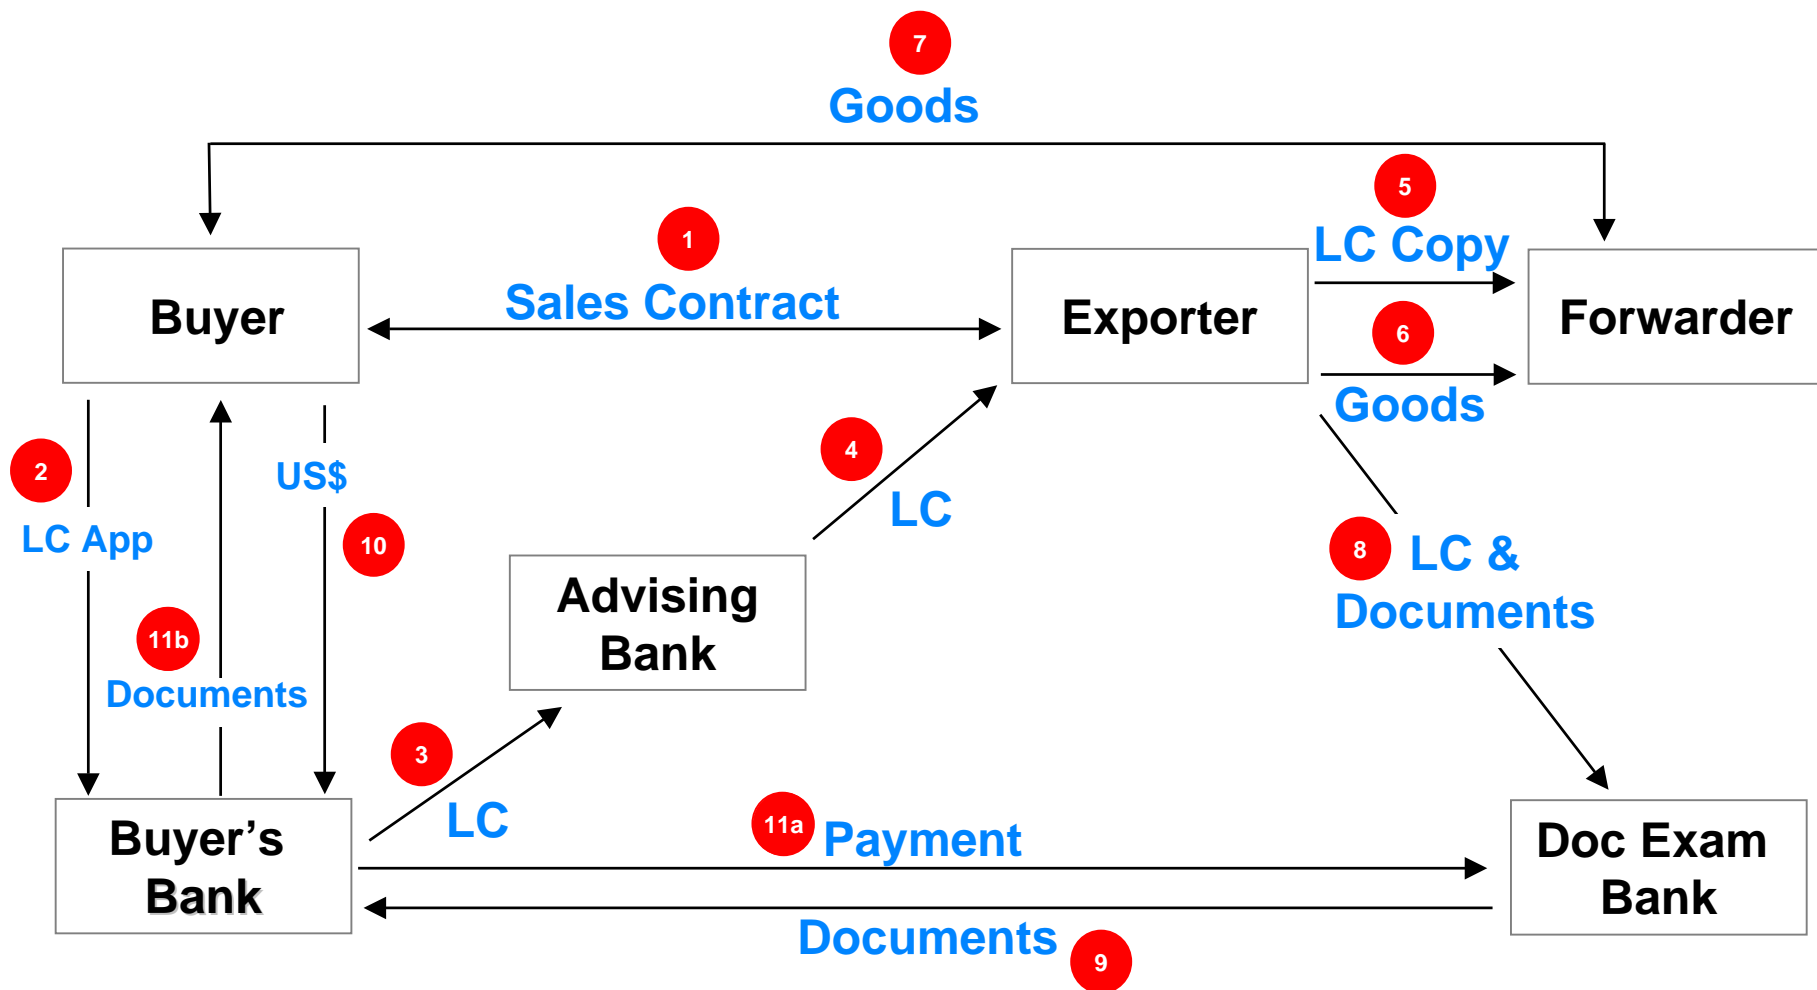 7
Goods
5
1
LC Copy
Sales Contract
Buyer
Exporter
Forwarder
6
Goods
4
2
US$
LC
LC App
10
8
LC &
Documents
Advising
Bank
11b
Documents
3
LC
11a
Payment
Buyer’s
Bank
Doc Exam
Bank
Documents
9